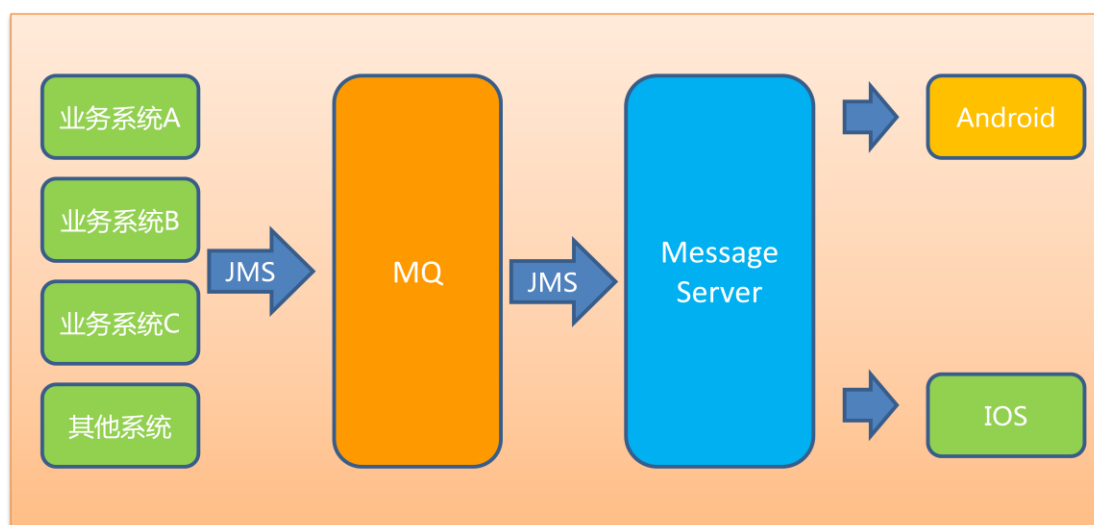 业务系统A
业务系统B
业务系统C
其他系统
JMS
MQ
JMS
Message
Server
Android
IOS